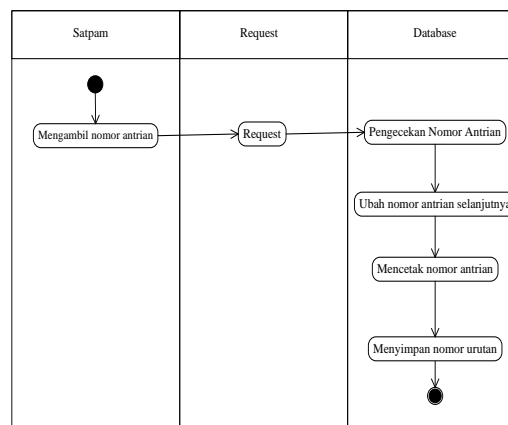 Satpam
Request
Database
Mengambil nomor antrian
Request
Pengecekan Nomor Antrian
Ubah nomor antrian selanjutnya
Mencetak nomor antrian
Menyimpan nomor urutan